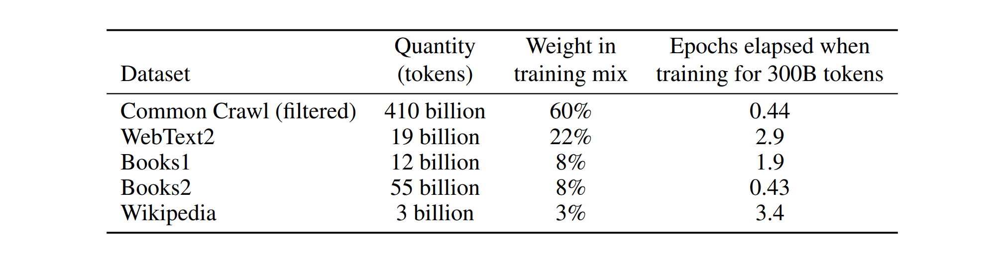 Quantity Weight in Epochs elapsed when
Dataset (tokens) training mix training for 300B tokens
Common Crawl (filtered) 410 billion 60% 0.44
WebText2 19 billion 22% 2.9
Books1 12 billion 8% 1.9
Books2 55 billion 8% 0.43
Wikipedia 3 billion 3% 3.4